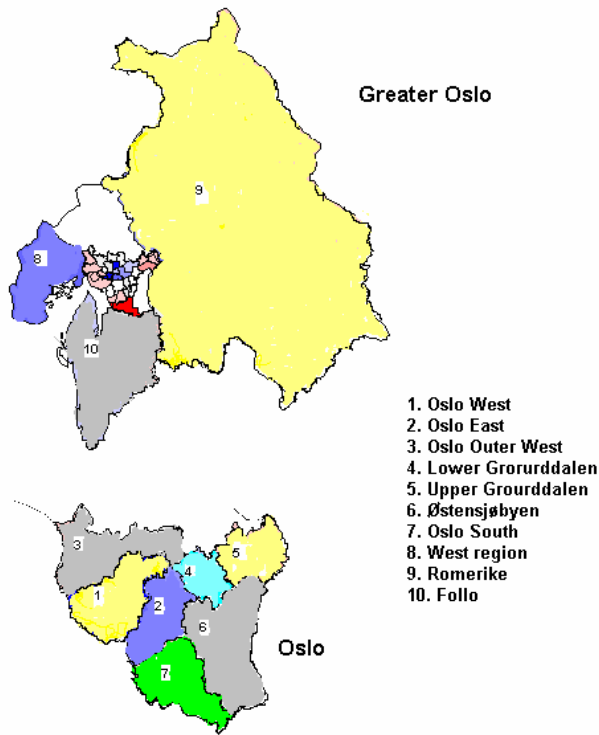 Greater Oslo
9
8
10
1. Oslo West
2. Oslo East
3. Oslo Outer West
4. Lower Grorurddalen
5. Upper Grourddalen
6. Østensjøbyen
7. Oslo South
8. West region
9. Romerike
10. Follo
3
5
4
1
2
6
Oslo
7